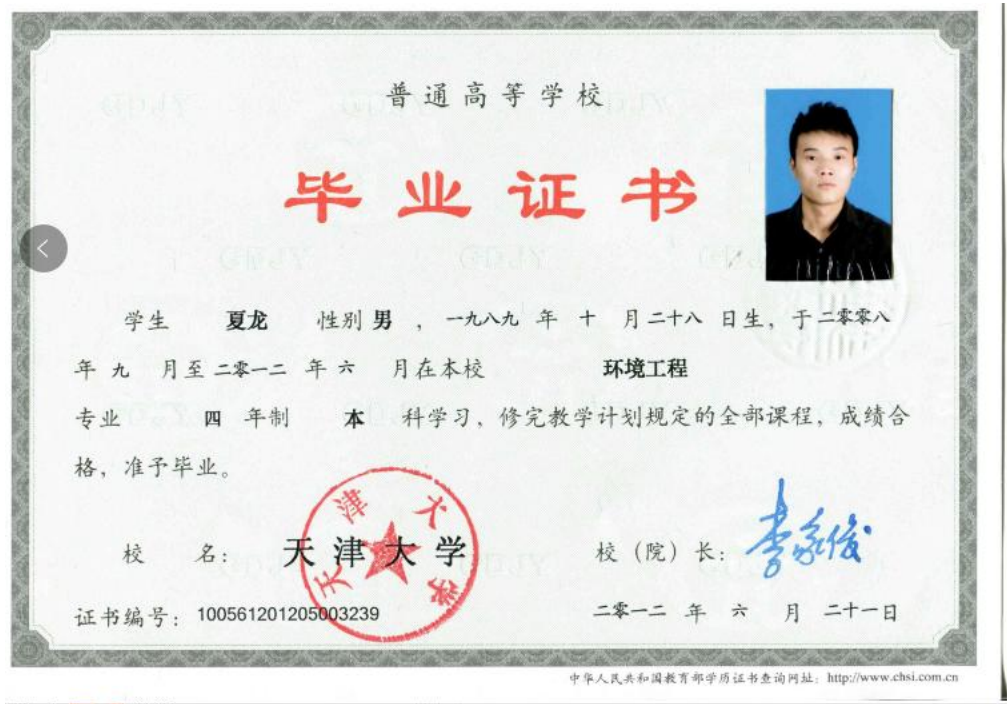 普通高等学校
毕业证书
学生 夏龙 性别 男 ，一九八九 年 十 月二十八 日生，于二零零八
年 九 月至二零一二 年 六 月在本校 环境工程
专业 四 年制 本 科学习，修完教学计划规定的全部课程，成绩合
格，准予毕业。
校 名： 天津大学
天津大学
校（院）长： 李家俊
证书编号： 100561201205003239
二零一二 年 六 月 二十一日
中华人民共和国教育部学历证书查询网址：http://www.chsi.com.cn